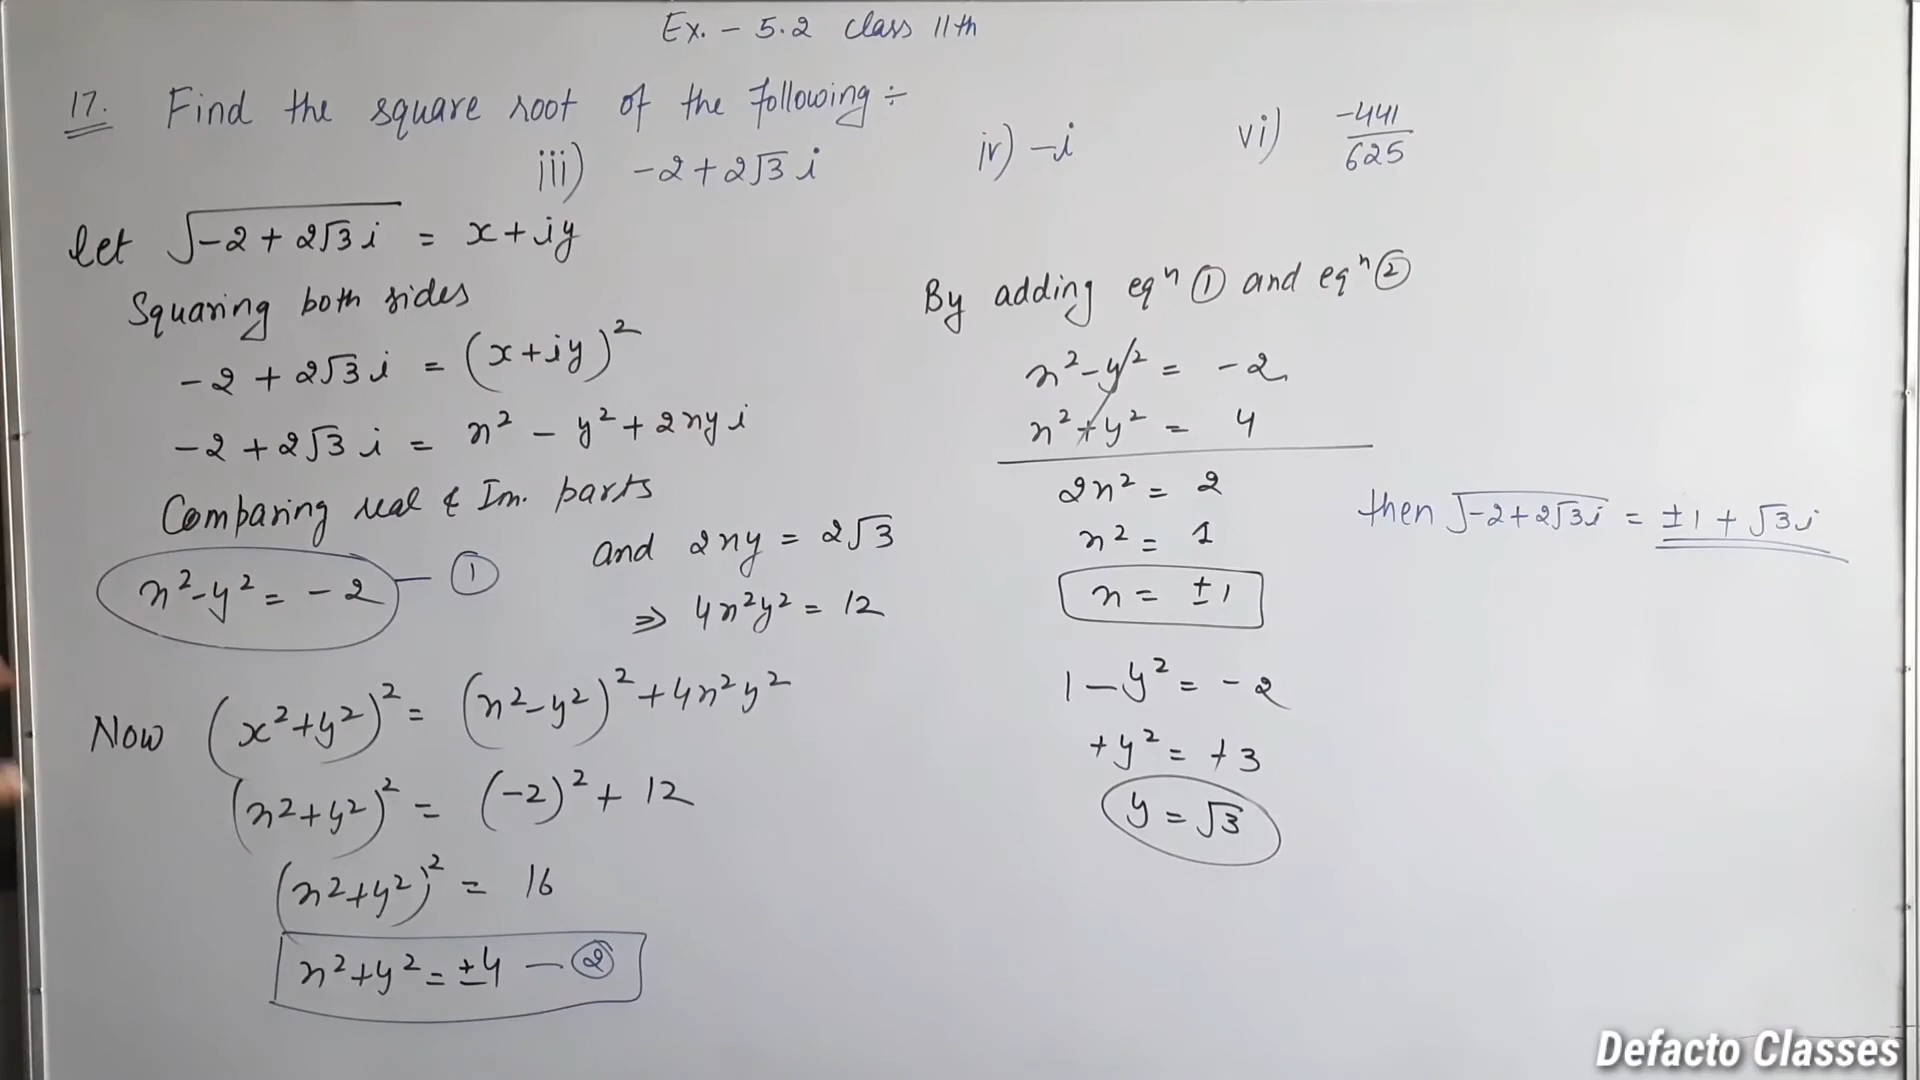 Ex. - 5.2 class 11th
17. Find the square root of the following ÷
iii) -2+2√3 i iv) -i vi) -441/625
let √(-2+2√3 i) = x+iy
Squaring both sides
-2+2√3 i = (x+iy)²
-2+2√3 i = x² - y² + 2xy i
Comparing real & Im. parts
x²-y² = -2 — ①
and 2xy = 2√3
⇒ 4x²y² = 12
Now (x²+y²)² = (x²-y²)² + 4x²y²
(x²+y²)² = (-2)² + 12
(x²+y²)² = 16
x²+y² = ±4 — ②
By adding eqⁿ ① and eqⁿ ②
x²-y² = -2
x²+y² = 4
2x² = 2
x² = 1
x = ±1
1-y² = -2
+y² = +3
y = √3
then √(-2+2√3i) = ±1 + √3i
Defacto Classes